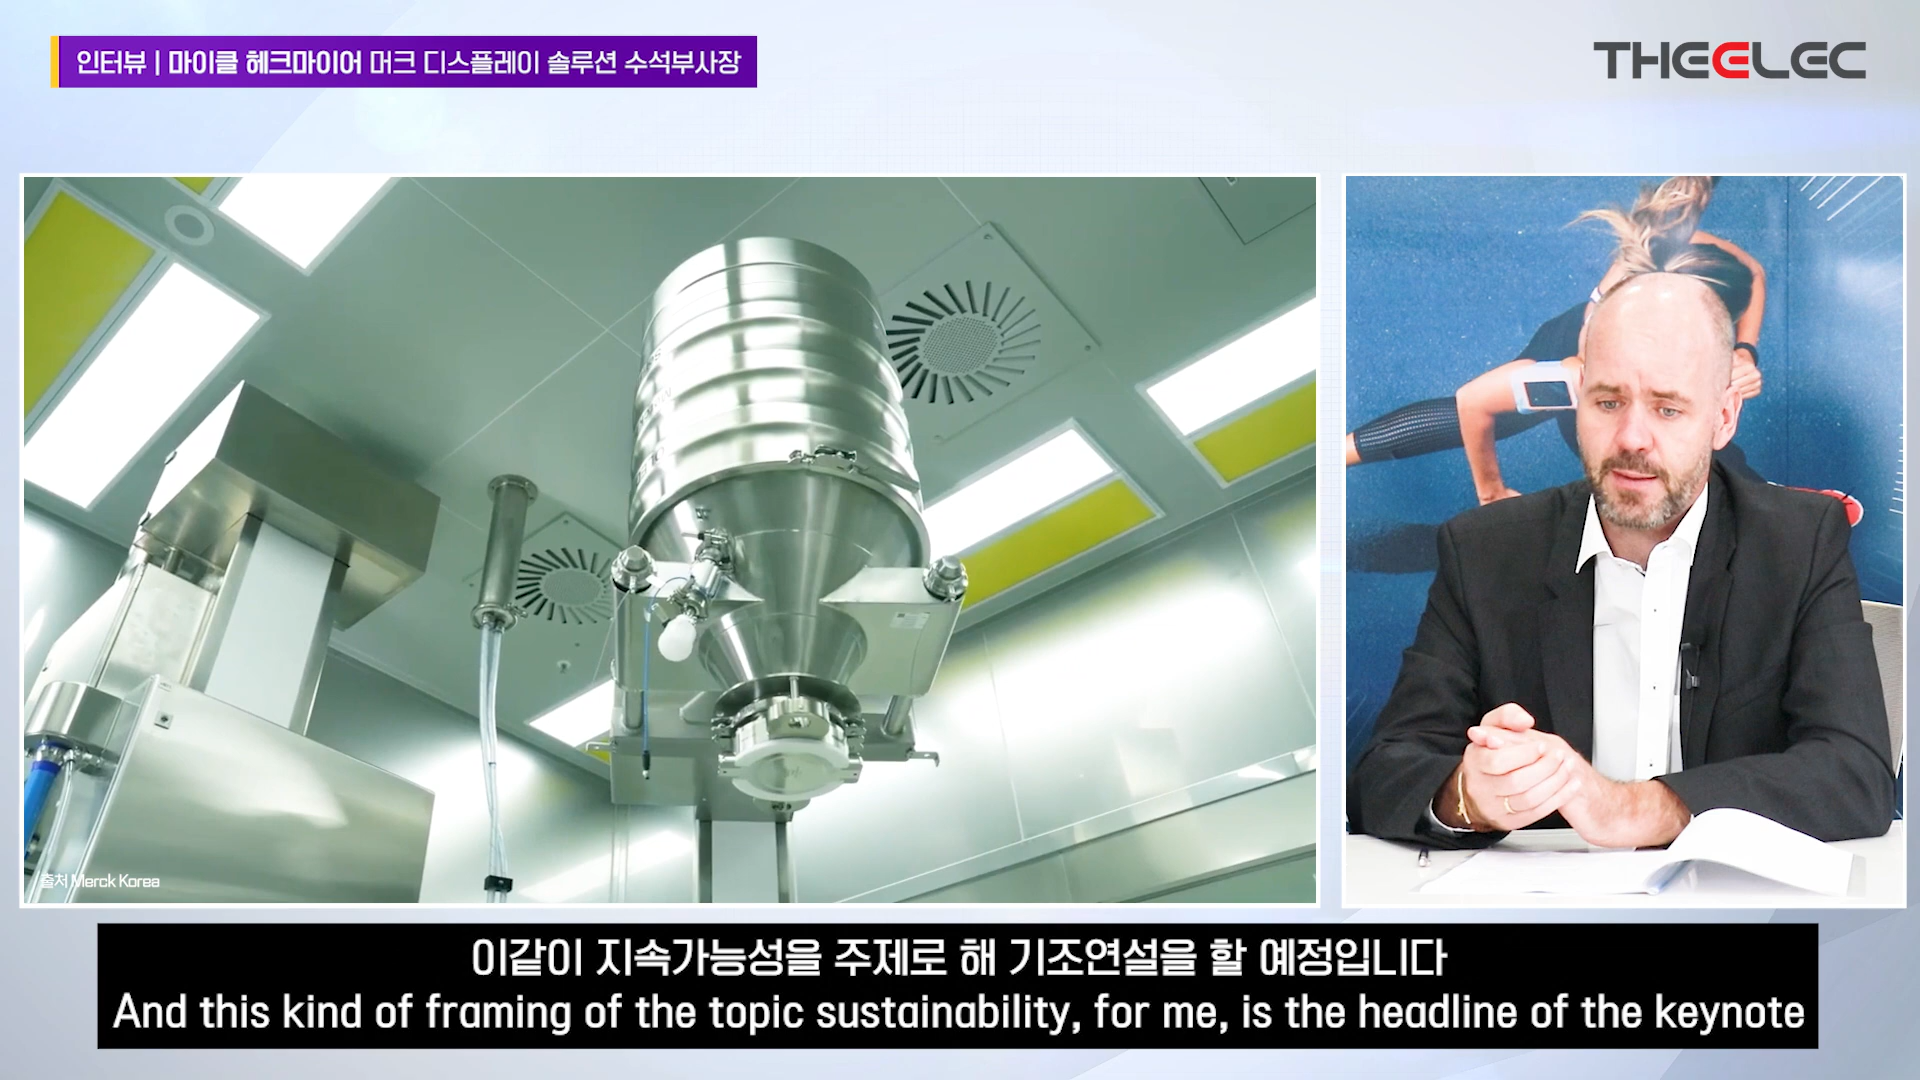 인터뷰 | 마이클 헤크마이어 머크 디스플레이 솔루션 수석부사장
THEELEC
출처 Merck Korea
이같이 지속가능성을 주제로 해 기조연설을 할 예정입니다
And this kind of framing of the topic sustainability, for me, is the headline of the keynote